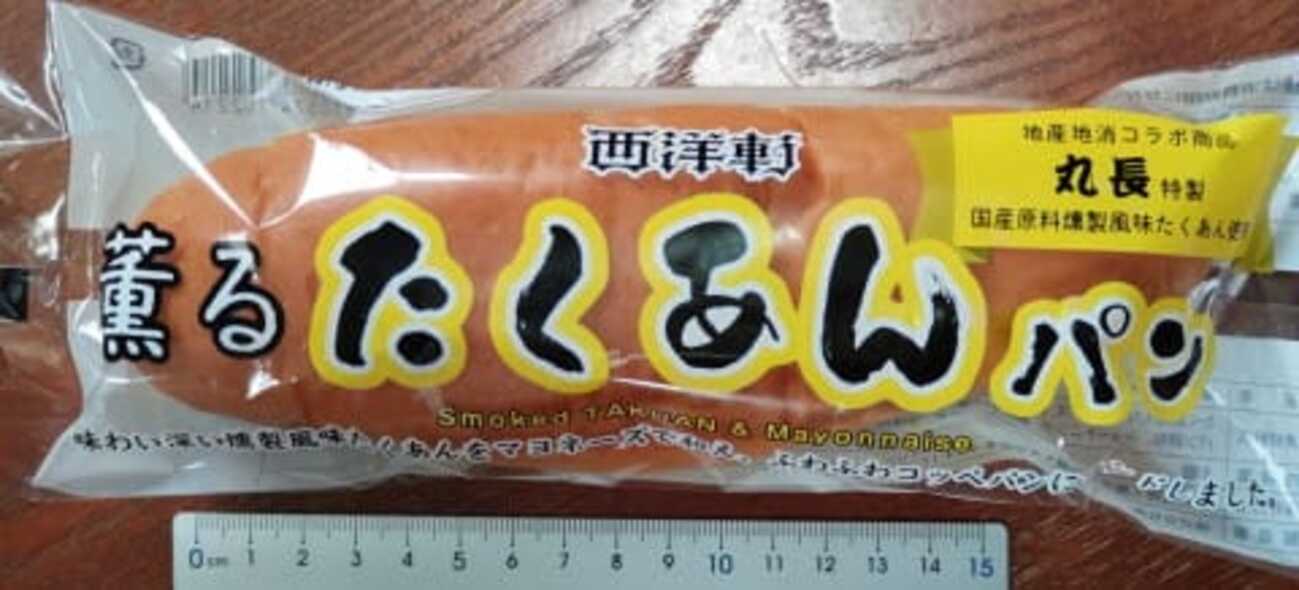 西洋軒
地産地消コラボ商品
丸長特製
国産原料燻製風味たくあん使用
薫るたくあんパン
Smoked TAKUAN & Mayonnaise
味わい深い燻製風味たくあんをマヨネーズで和え、ふわふわコッペパンに ードしました。
0cm 1 2 3 4 5 6 7 8 9 10 11 12 13 14 15